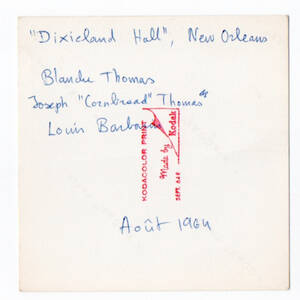 "Dixieland Hall", New Orleans
Blanche Thomas
Joseph "Cornbread" Thomas
Louis Barbarin
KODACOLOR PRINT
Made by Kodak
Août 1964